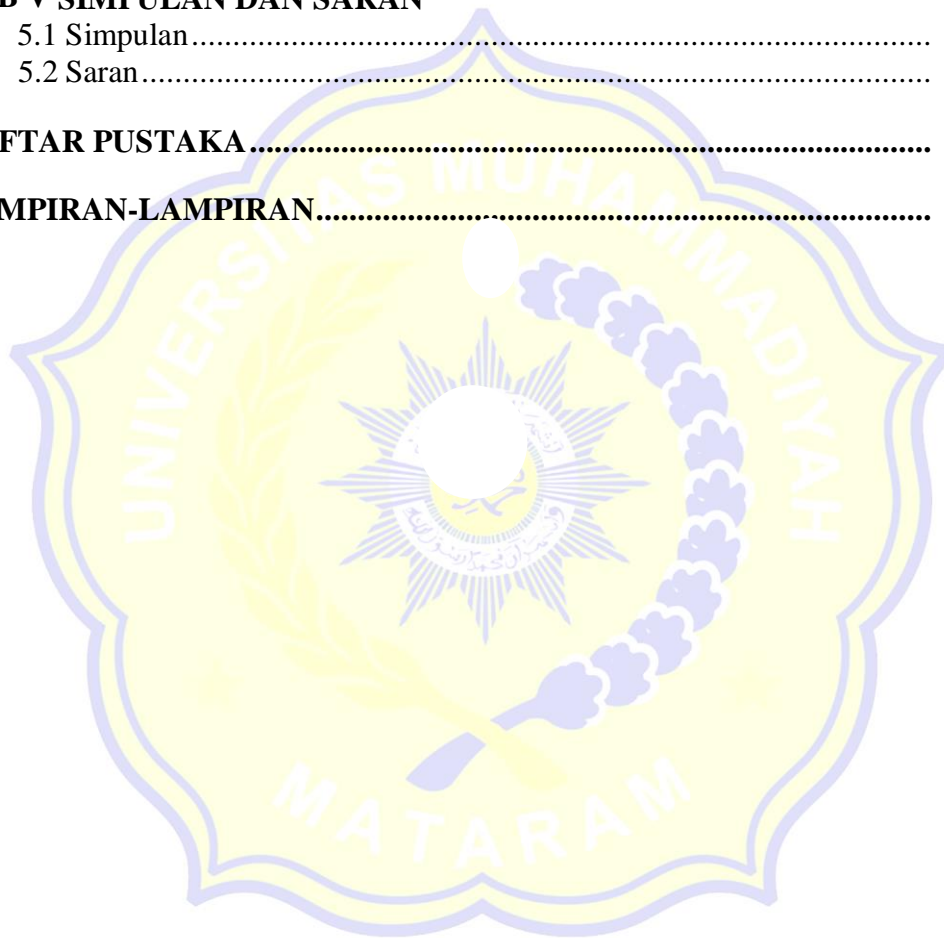 B V SIMPULAN DAN SARAN
5.1 Simpulan........................................................................................
5.2 Saran..............................................................................................
FTAR PUSTAKA..................................................................................
MPIRAN-LAMPIRAN..........................................................................
UNIVERSITAS MUHAMMADIYAH
MATARAM